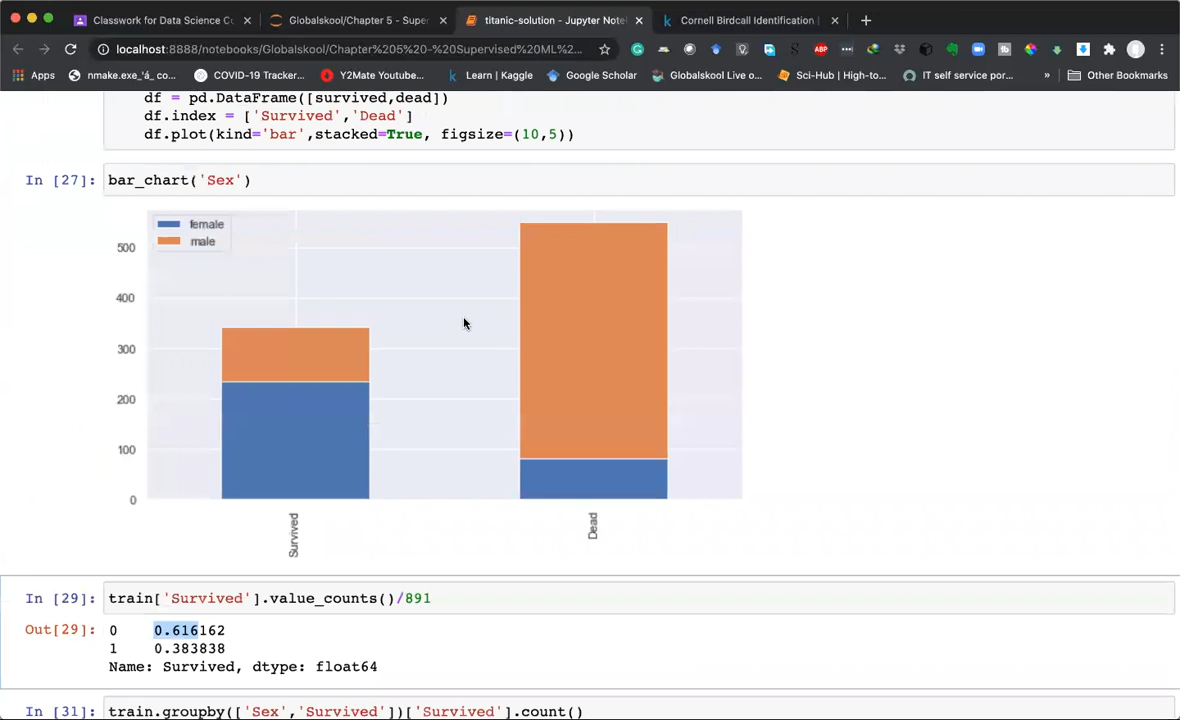 Classwork for Data Science Co
Globalskool/Chapter 5 - Super
titanic-solution - Jupyter Note
Cornell Birdcall Identification
localhost:8888/notebooks/Globalskool/Chapter%205%20-%20Supervised%20ML%2...
ABP
Apps
nmake.exe_'á_ co...
COVID-19 Tracker...
Y2Mate Youtube...
Learn | Kaggle
Google Scholar
Globalskool Live o...
Sci-Hub | High-to...
IT self service por...
»
Other Bookmarks
df = pd.DataFrame([survived,dead])
df.index = ['Survived','Dead']
df.plot(kind='bar',stacked=True, figsize=(10,5))
In [27]: bar_chart('Sex')
female
male
500
400
300
200
100
0
Survived
Dead
In [29]: train['Survived'].value_counts()/891
Out[29]: 0    0.616162
1    0.383838
Name: Survived, dtype: float64
In [31]: train.groupby(['Sex','Survived'])['Survived'].count()